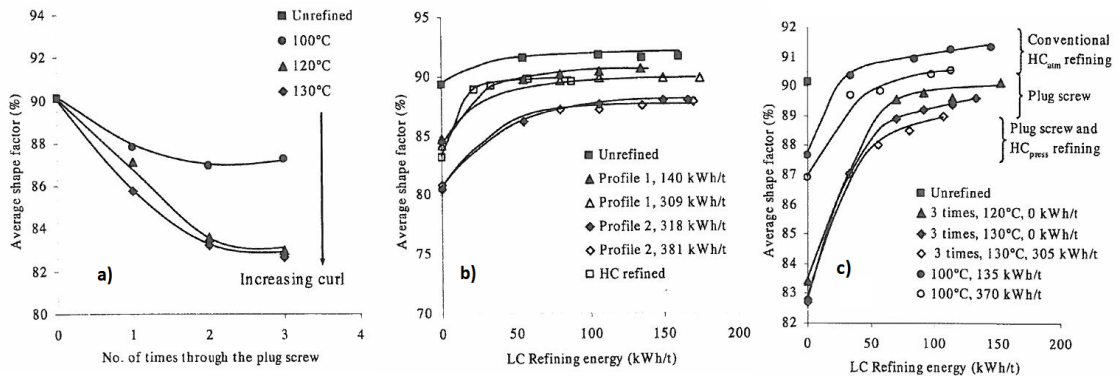 94
92
90
88
86
84
82
80
0
1
2
3
4
Average shape factor (%)
No. of times through the plug screw
Unrefined
100°C
120°C
130°C
Increasing curl
a)
100
95
90
85
80
75
70
0
50
100
150
200
Average shape factor (%)
LC Refining energy (kWh/t)
Unrefined
Profile 1, 140 kWh/t
Profile 1, 309 kWh/t
Profile 2, 318 kWh/t
Profile 2, 381 kWh/t
HC refined
b)
92
91
90
89
88
87
86
85
84
83
82
0
50
100
150
200
Average shape factor (%)
LC Refining energy (kWh/t)
Conventional
HCatm refining
Plug screw
Plug screw and
HCpress refining
Unrefined
3 times, 120°C, 0 kWh/t
3 times, 130°C, 0 kWh/t
3 times, 130°C, 305 kWh/t
100°C, 135 kWh/t
100°C, 370 kWh/t
c)